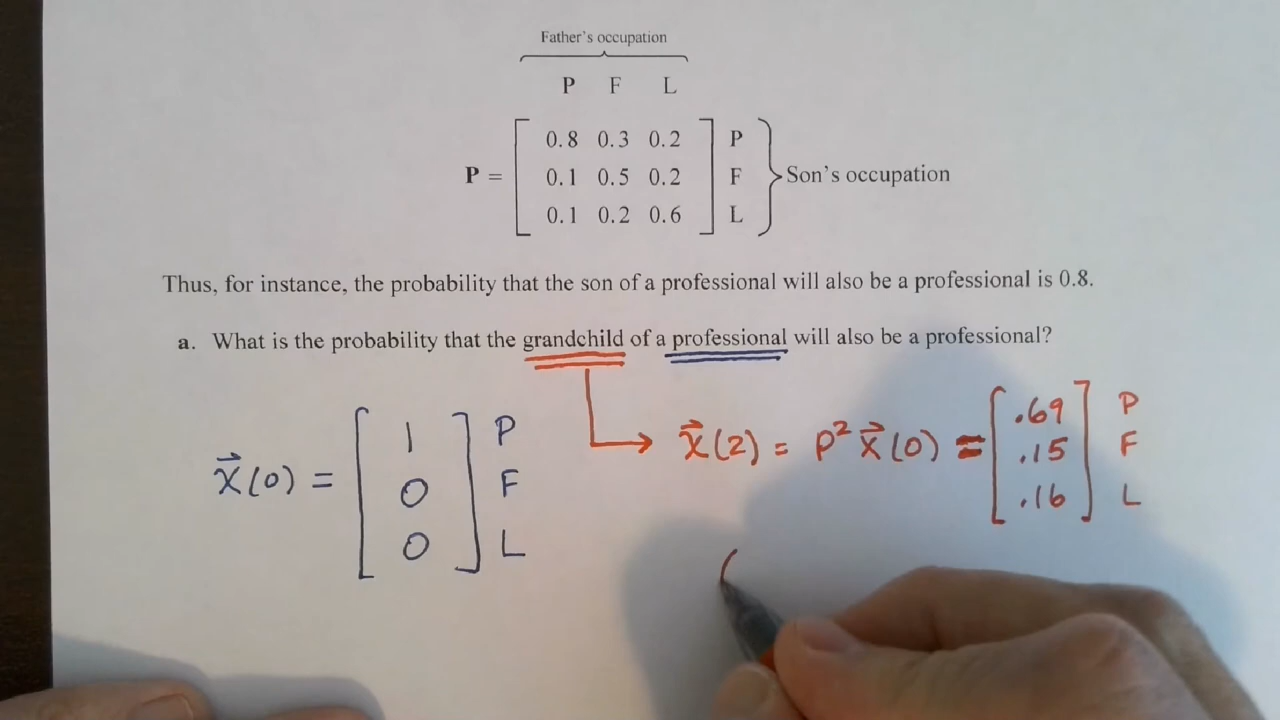 Father's occupation
P F L
0.8 0.3 0.2 P
P = 0.1 0.5 0.2 F Son's occupation
0.1 0.2 0.6 L
Thus, for instance, the probability that the son of a professional will also be a professional is 0.8.
a. What is the probability that the grandchild of a professional will also be a professional?
x⃗(0) = [1 0 0] P F L
x⃗(2) = P² x⃗(0) = [.69 .15 .16] P F L